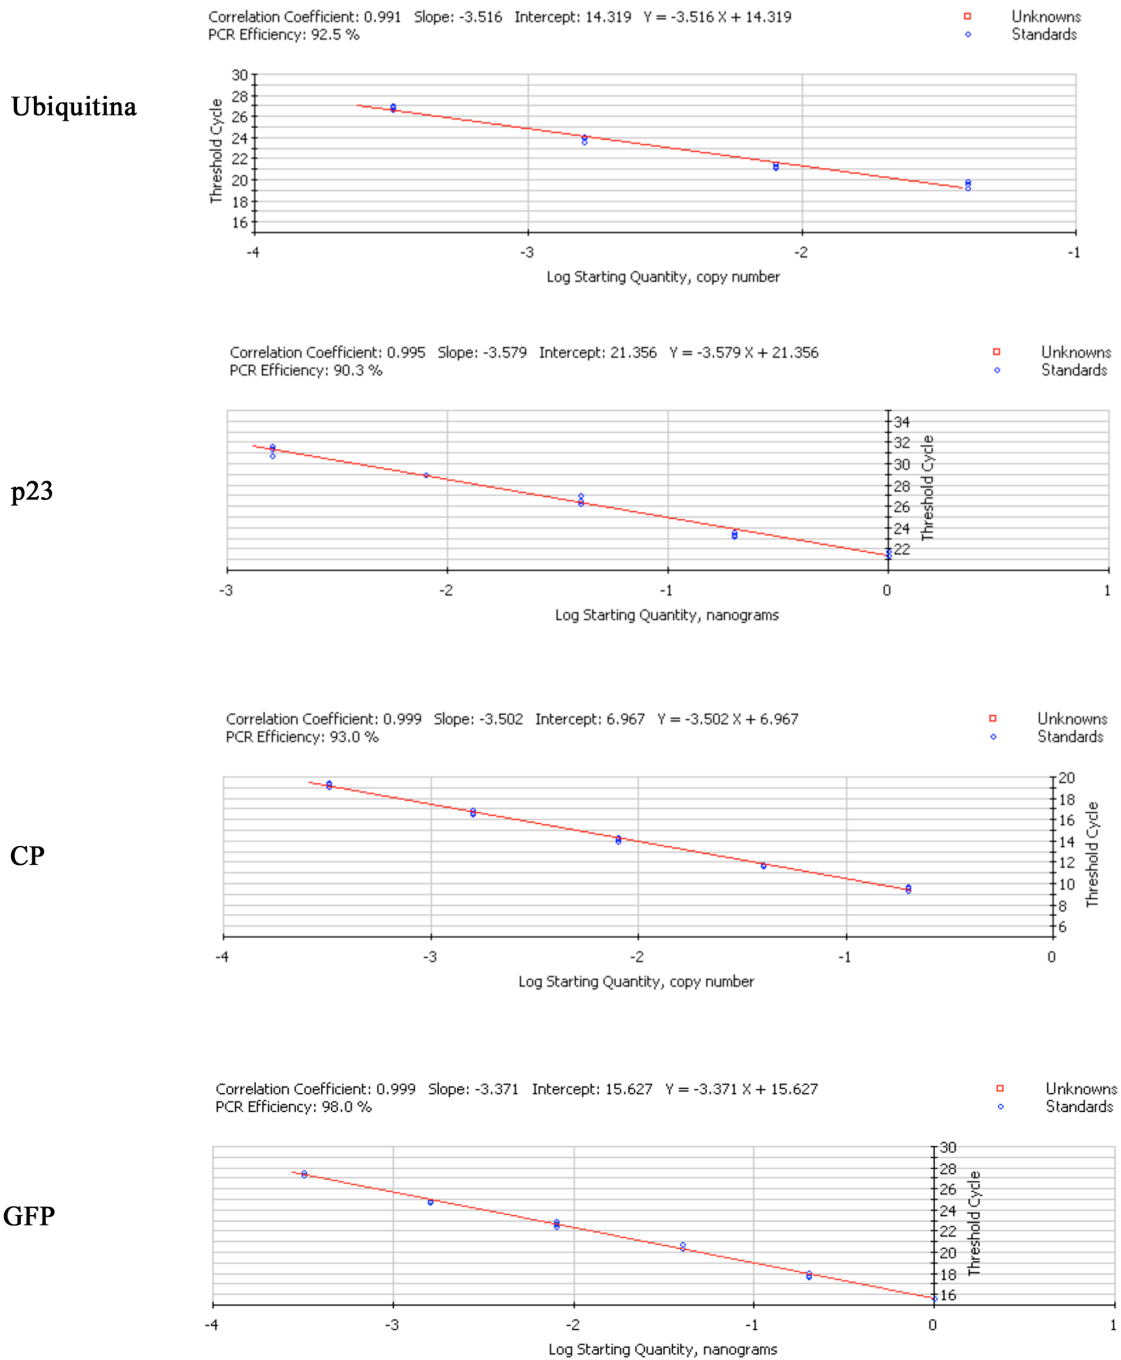 Correlation Coefficient: 0.991 Slope: -3.516 Intercept: 14.319 Y = -3.516 X + 14.319
PCR Efficiency: 92.5 %
Unknowns
Standards
Ubiquitina
Threshold Cycle
30
28
26
24
22
20
18
16
-4 -3 -2 -1
Log Starting Quantity, copy number
Correlation Coefficient: 0.995 Slope: -3.579 Intercept: 21.356 Y = -3.579 X + 21.356
PCR Efficiency: 90.3 %
Unknowns
Standards
p23
34
32
30
28
26
24
22
Threshold Cycle
-3 -2 -1 0 1
Log Starting Quantity, nanograms
Correlation Coefficient: 0.999 Slope: -3.502 Intercept: 6.967 Y = -3.502 X + 6.967
PCR Efficiency: 93.0 %
Unknowns
Standards
CP
20
18
16
14
12
10
8
6
Threshold Cycle
-4 -3 -2 -1 0
Log Starting Quantity, copy number
Correlation Coefficient: 0.999 Slope: -3.371 Intercept: 15.627 Y = -3.371 X + 15.627
PCR Efficiency: 98.0 %
Unknowns
Standards
GFP
30
28
26
24
22
20
18
16
Threshold Cycle
-4 -3 -2 -1 0 1
Log Starting Quantity, nanograms